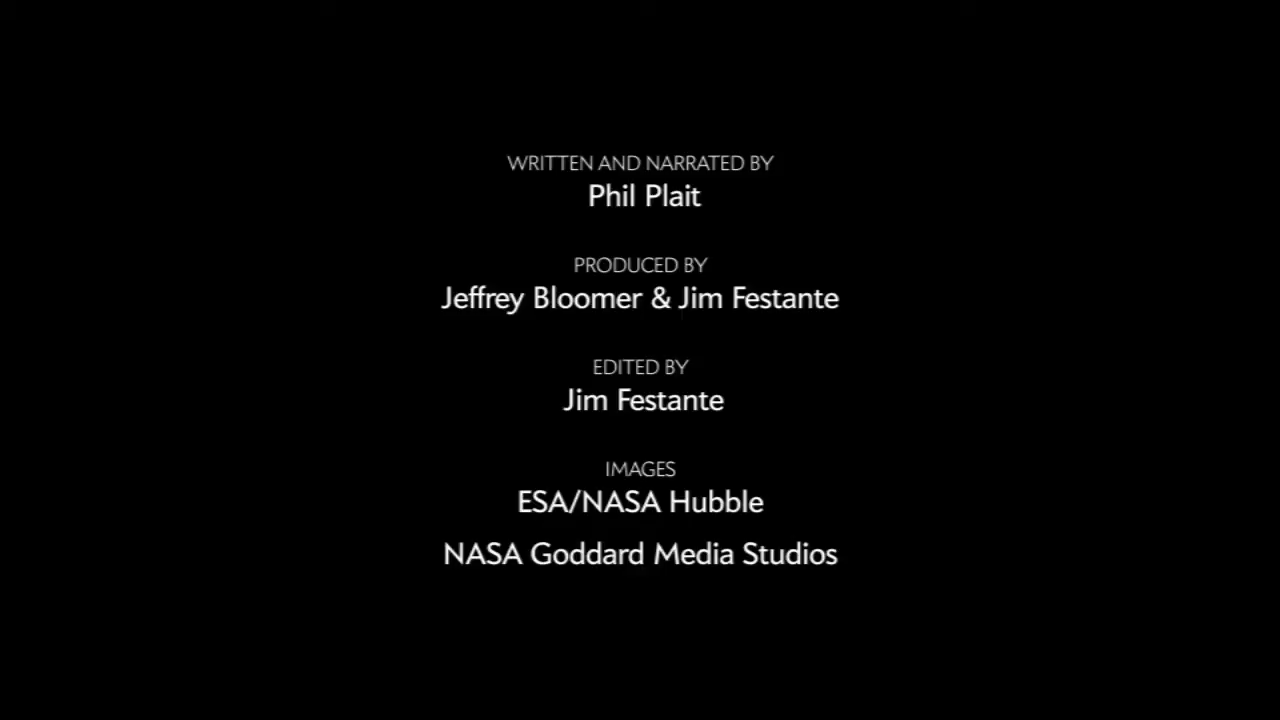 WRITTEN AND NARRATED BY
Phil Plait
PRODUCED BY
Jeffrey Bloomer & Jim Festante
EDITED BY
Jim Festante
IMAGES
ESA/NASA Hubble
NASA Goddard Media Studios